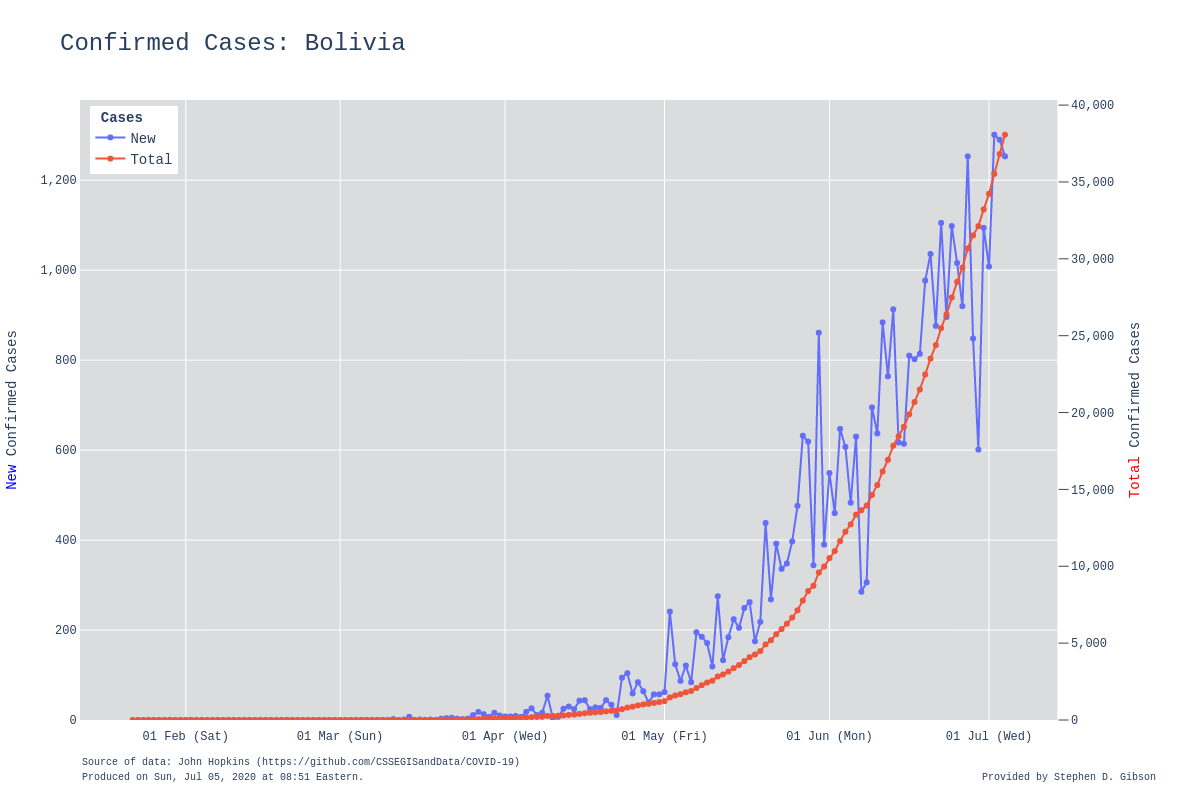 Confirmed Cases: Bolivia
Cases
New
Total
1,200
1,000
800
600
400
200
0
40,000
35,000
30,000
25,000
20,000
15,000
10,000
5,000
0
New Confirmed Cases
Total Confirmed Cases
01 Feb (Sat)
01 Mar (Sun)
01 Apr (Wed)
01 May (Fri)
01 Jun (Mon)
01 Jul (Wed)
Source of data: John Hopkins (https://github.com/CSSEGISandData/COVID-19)
Produced on Sun, Jul 05, 2020 at 08:51 Eastern.
Provided by Stephen D. Gibson